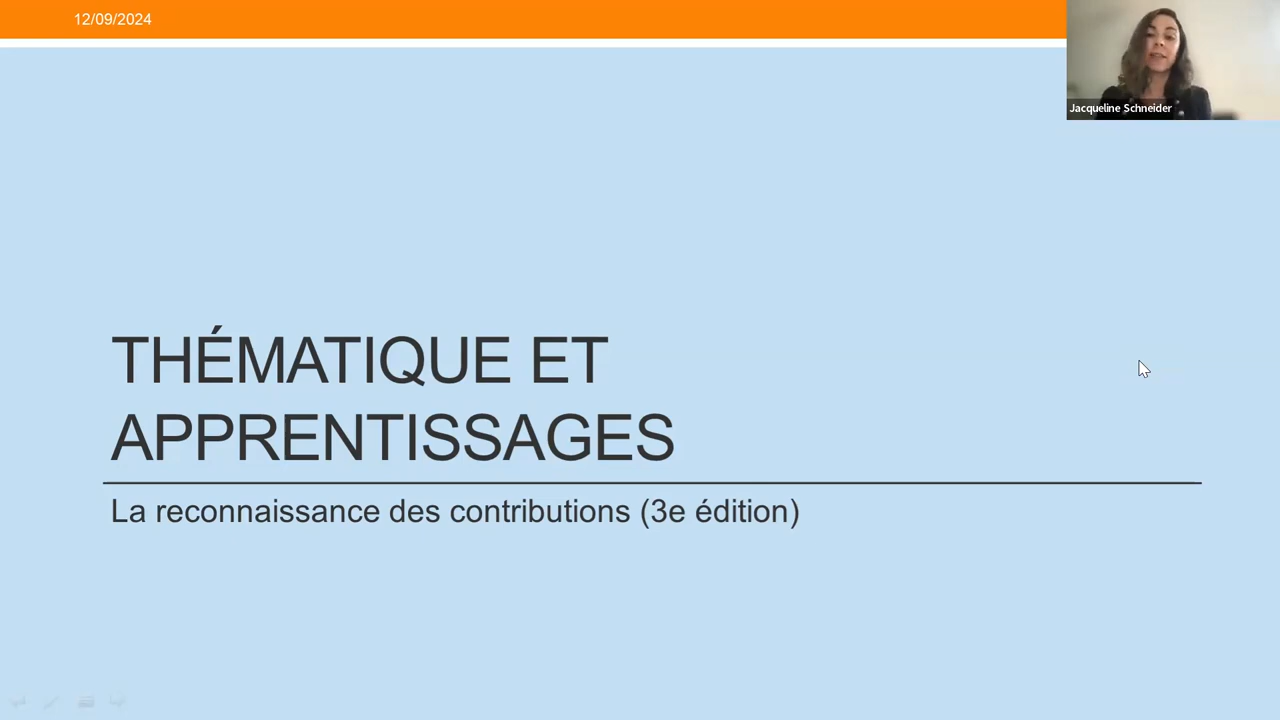 12/09/2024
Jacqueline Schneider
THÉMATIQUE ET
APPRENTISSAGES
La reconnaissance des contributions (3e édition)